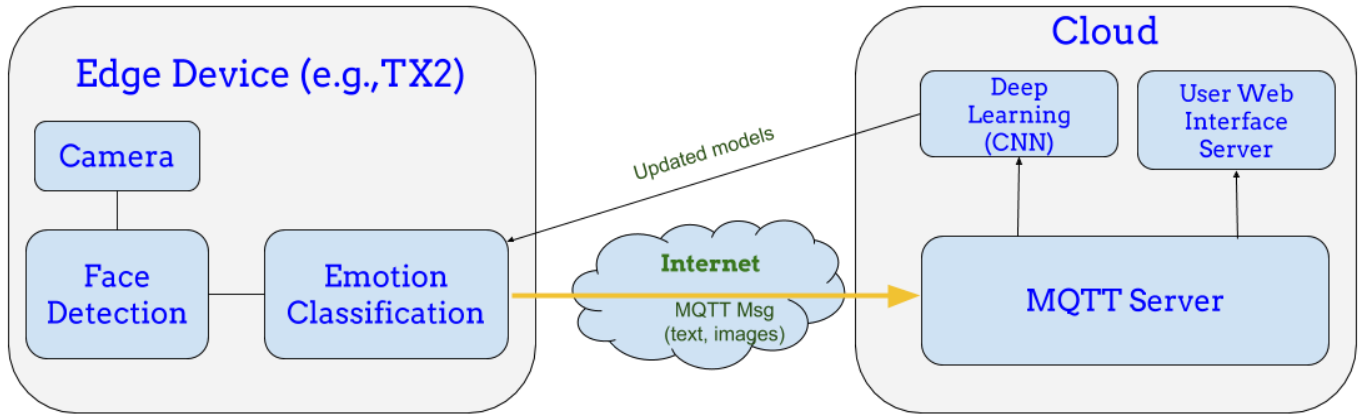 Edge Device (e.g.,TX2)
Camera
Face
Detection
Emotion
Classification
Updated models
Internet
MQTT Msg
(text, images)
Cloud
Deep
Learning
(CNN)
User Web
Interface
Server
MQTT Server